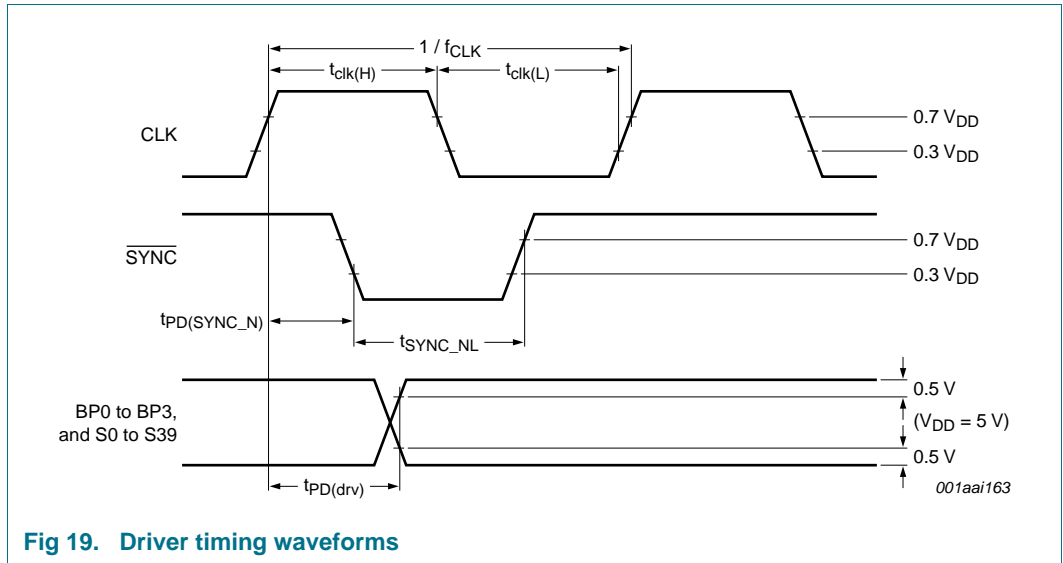 1 / fCLK
tclk(H) tclk(L)
CLK
0.7 VDD
0.3 VDD
SYNC
0.7 VDD
0.3 VDD
tPD(SYNC_N)
tSYNC_NL
BP0 to BP3,
and S0 to S39
0.5 V
(VDD = 5 V)
0.5 V
tPD(drv)
001aai163
Fig 19. Driver timing waveforms